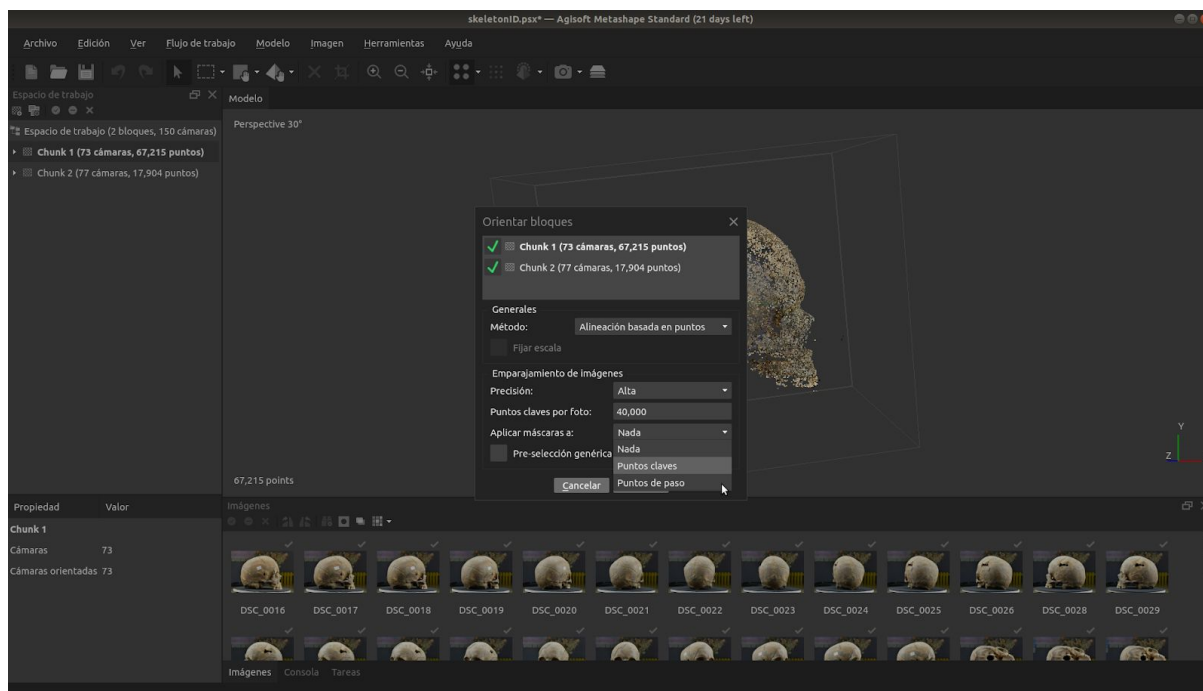 skeletonID.psx* — Agisoft Metashape Standard (21 days left)
Archivo Edición Ver Flujo de trabajo Modelo Imagen Herramientas Ayuda
Espacio de trabajo
Modelo
Espacio de trabajo (2 bloques, 150 cámaras)
Chunk 1 (73 cámaras, 67,215 puntos)
Chunk 2 (77 cámaras, 17,904 puntos)
Perspective 30°
Orientar bloques
Chunk 1 (73 cámaras, 67,215 puntos)
Chunk 2 (77 cámaras, 17,904 puntos)
Generales
Método: Alineación basada en puntos
Fijar escala
Emparajamiento de imágenes
Precisión: Alta
Puntos claves por foto: 40,000
Aplicar máscaras a: Nada
Nada
Pre-selección genérica
Puntos claves
Puntos de paso
Cancelar
Y
Z
67,215 points
Propiedad Valor
Chunk 1
Cámaras 73
Cámaras orientadas 73
Imágenes
DSC_0016 DSC_0017 DSC_0018 DSC_0019 DSC_0020 DSC_0021 DSC_0022 DSC_0023 DSC_0024 DSC_0025 DSC_0026 DSC_0028 DSC_0029
Imágenes Consola Tareas